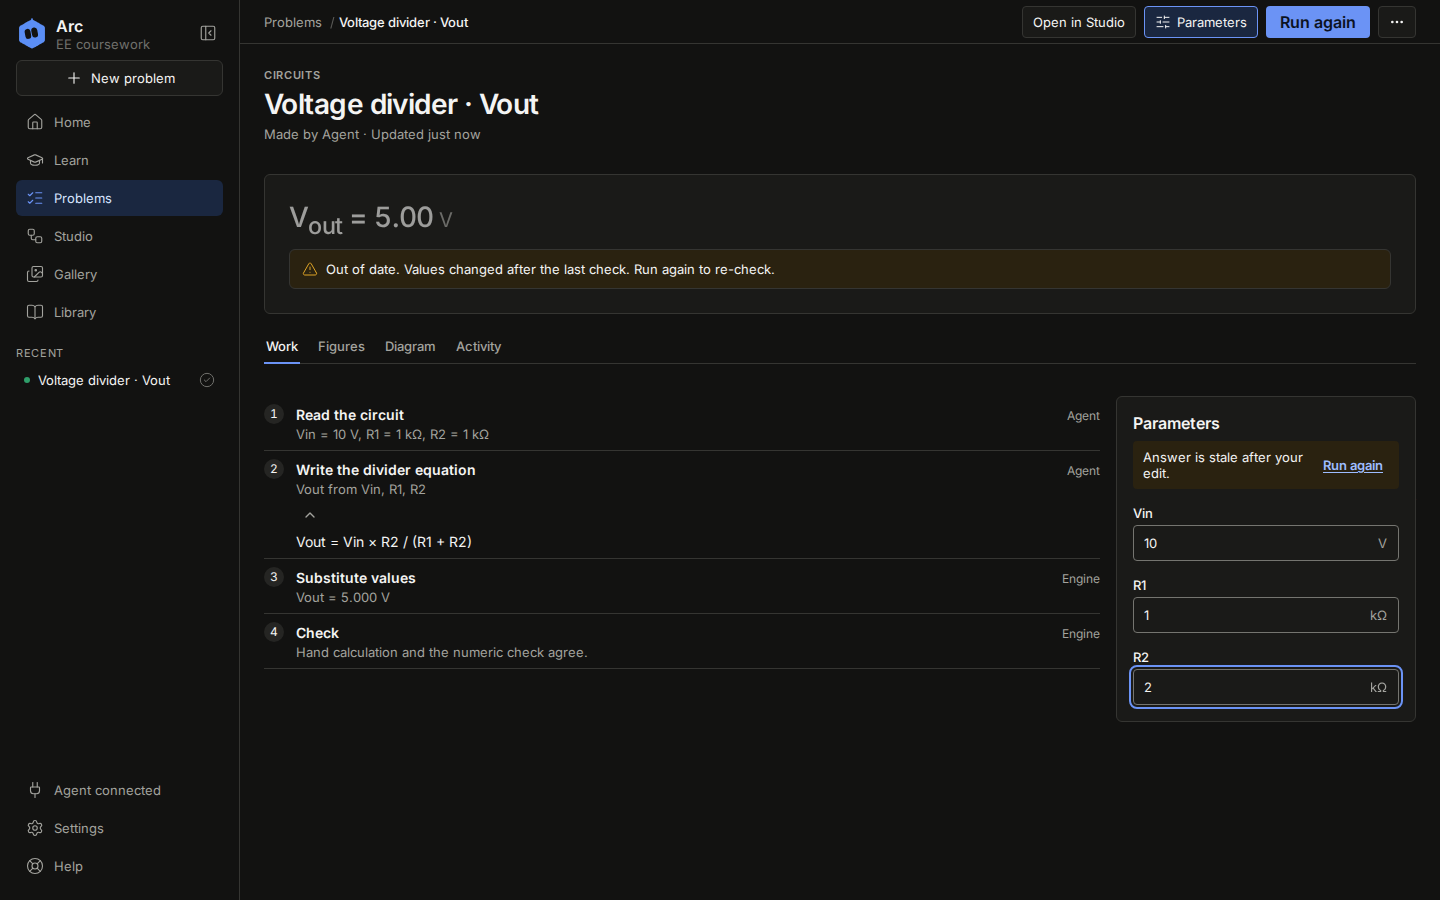 Arc
EE coursework
New problem
Home
Learn
Problems
Studio
Gallery
Library
RECENT
Voltage divider · Vout
Agent connected
Settings
Help
Problems / Voltage divider · Vout
Open in Studio
Parameters
Run again
CIRCUITS
Voltage divider · Vout
Made by Agent · Updated just now
Vout = 5.00 V
Out of date. Values changed after the last check. Run again to re-check.
Work Figures Diagram Activity
1 Read the circuit Agent
Vin = 10 V, R1 = 1 kΩ, R2 = 1 kΩ
2 Write the divider equation Agent
Vout from Vin, R1, R2
Vout = Vin × R2 / (R1 + R2)
3 Substitute values Engine
Vout = 5.000 V
4 Check Engine
Hand calculation and the numeric check agree.
Parameters
Answer is stale after your
edit.
Run again
Vin
10 V
R1
1 kΩ
R2
2 kΩ